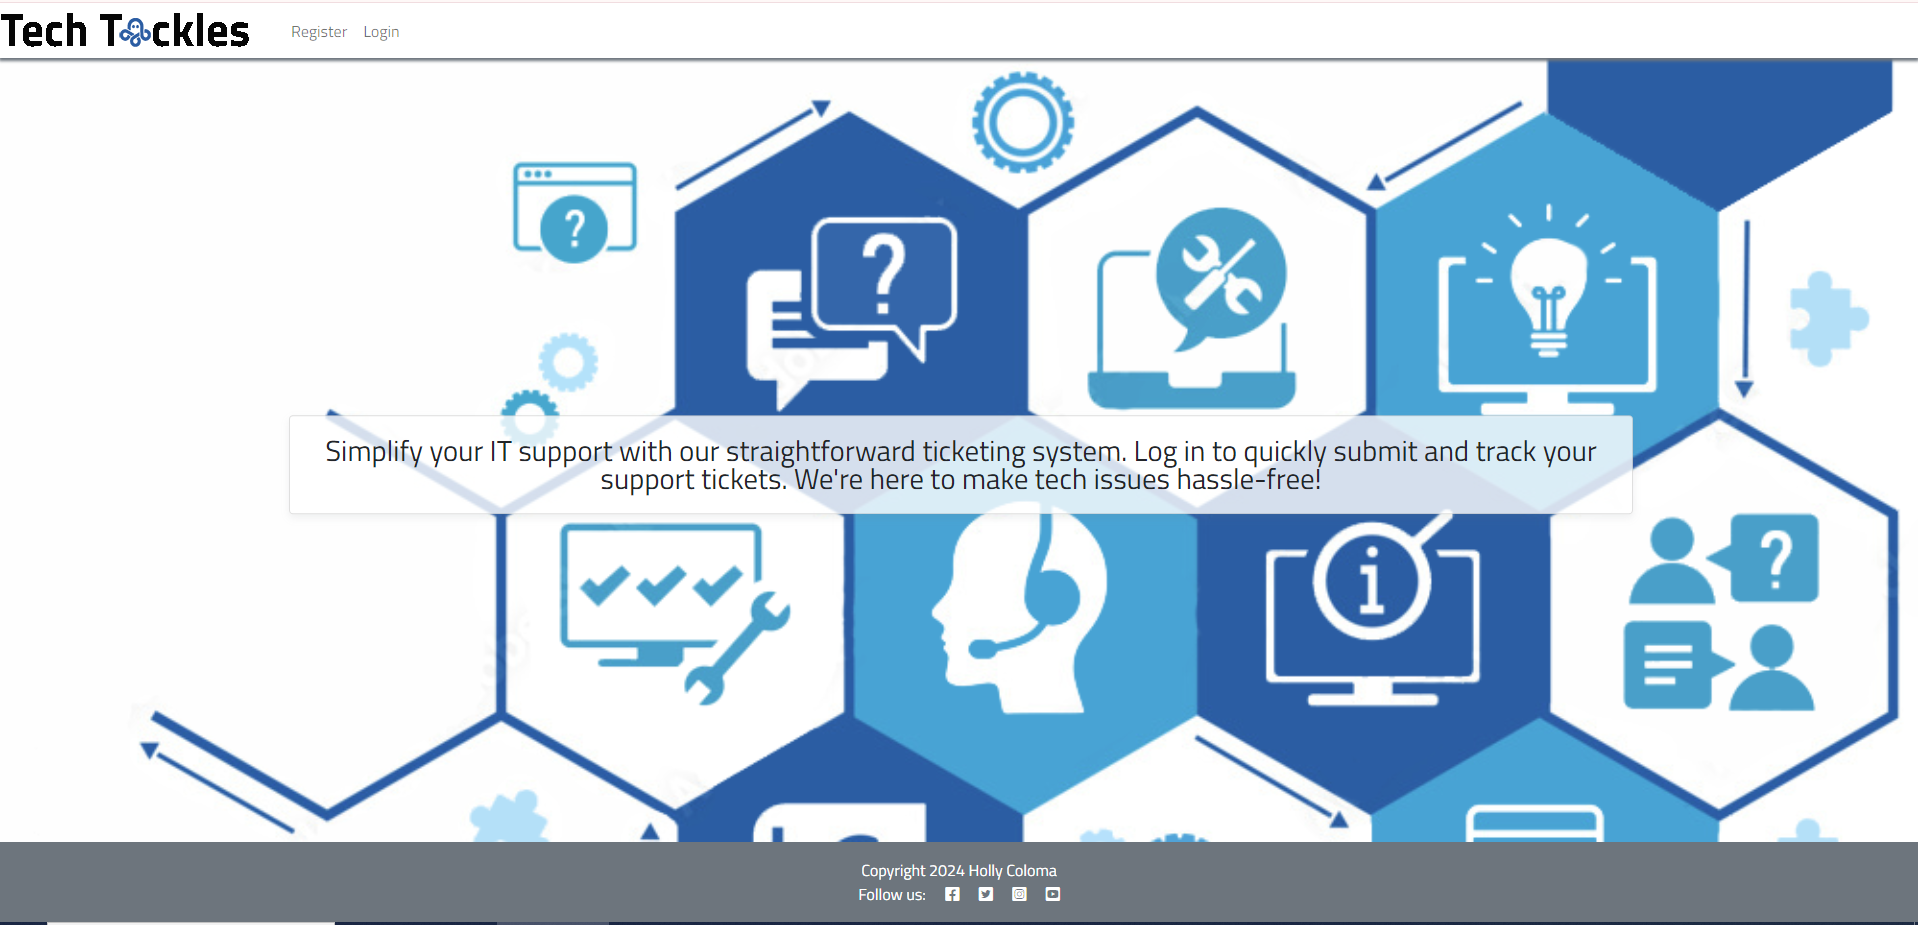 Tech Tackles
Register Login
?
?
Simplify your IT support with our straightforward ticketing system. Log in to quickly submit and track your
support tickets. We're here to make tech issues hassle-free!
i
?
Copyright 2024 Holly Coloma
Follow us: